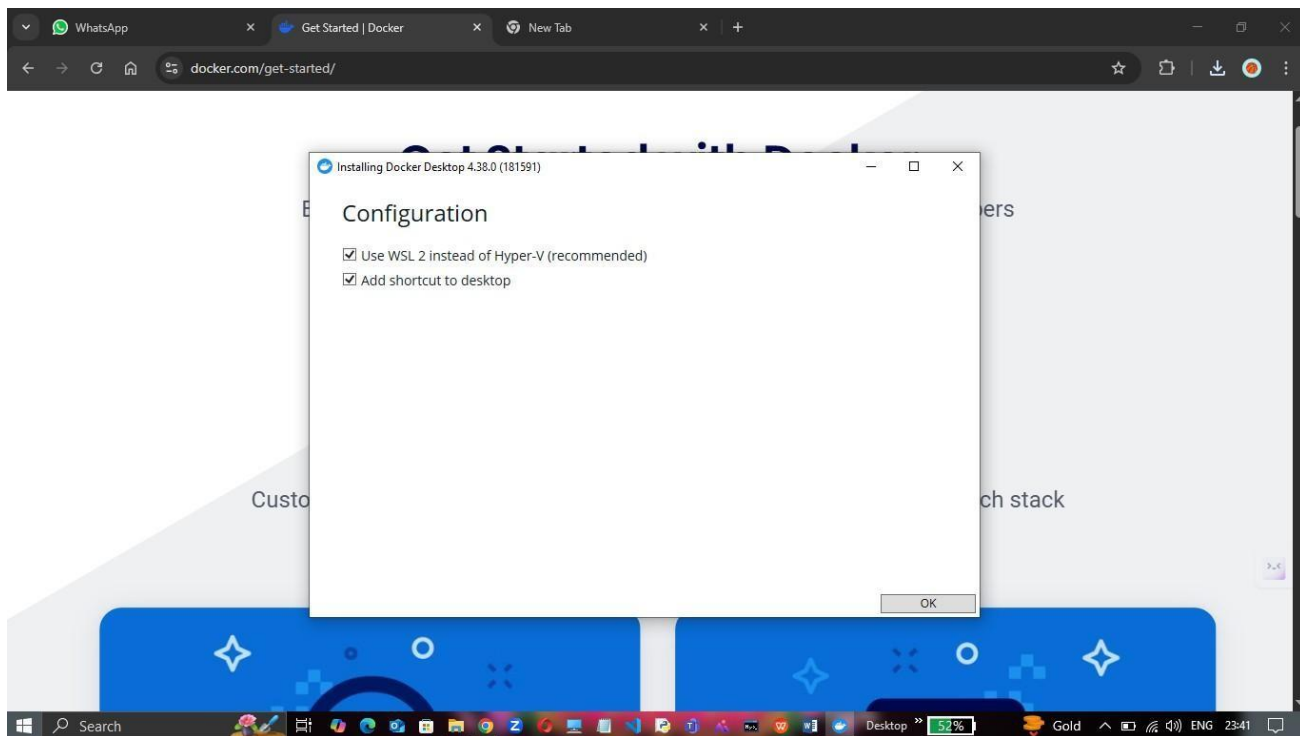 WhatsApp
Get Started | Docker
New Tab
docker.com/get-started/
Installing Docker Desktop 4.38.0 (181591)
Configuration
Use WSL 2 instead of Hyper-V (recommended)
Add shortcut to desktop
Custo
ch stack
OK
Search
Desktop
52%
Gold
ENG
23:41